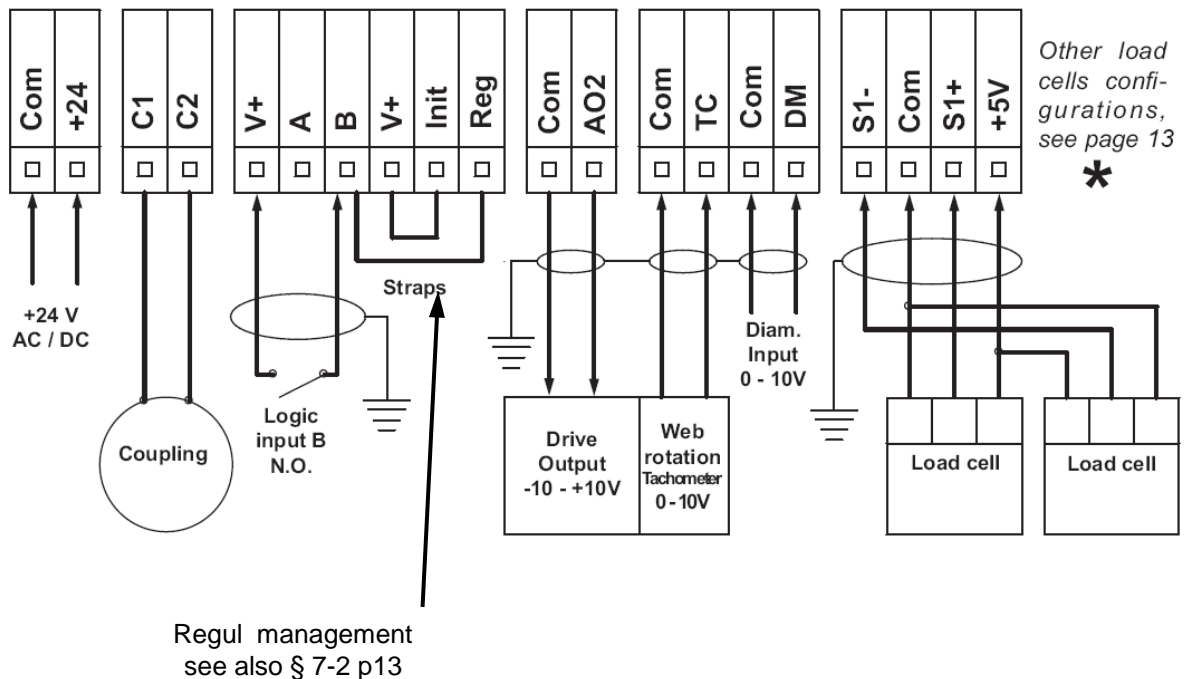 Com
+24
C1
C2
V+
A
B
V+
Init
Reg
Com
AO2
Com
TC
Com
DM
S1-
Com
S1+
+5V
Other load
cells confi-
gurations,
see page 13
*
+24 V
AC / DC
Coupling
Logic
input B
N.O.
Straps
Drive
Output
-10 - +10V
Web
rotation
Tachometer
0-10V
Diam.
Input
0 - 10V
Load cell
Load cell
Regul management
see also § 7-2 p13